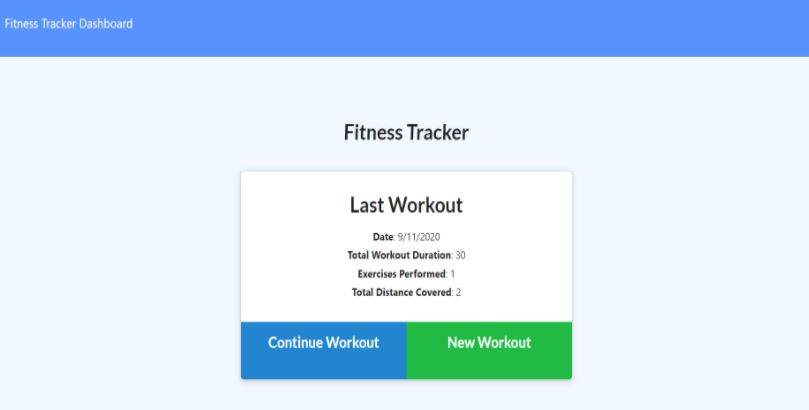 Fitness Tracker Dashboard
Fitness Tracker
Last Workout
Date: 9/11/2020
Total Workout Duration: 30
Exercises Performed: 1
Total Distance Covered: 2
Continue Workout New Workout